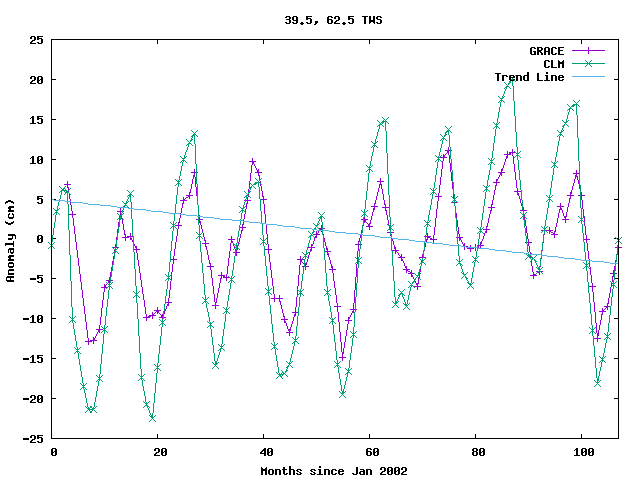 39.5, 62.5 TWS
GRACE
CLM
Trend Line
Anomaly (cm)
25
20
15
10
5
0
-5
-10
-15
-20
-25
0 20 40 60 80 100
Months since Jan 2002